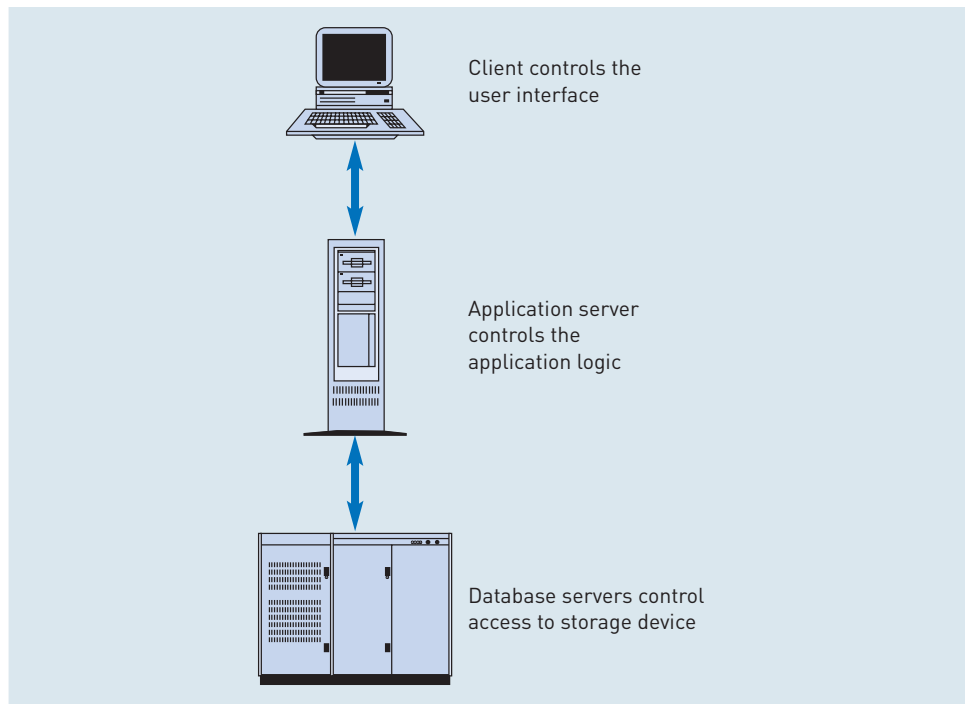 Client controls the
user interface
Application server
controls the
application logic
Database servers control
access to storage device